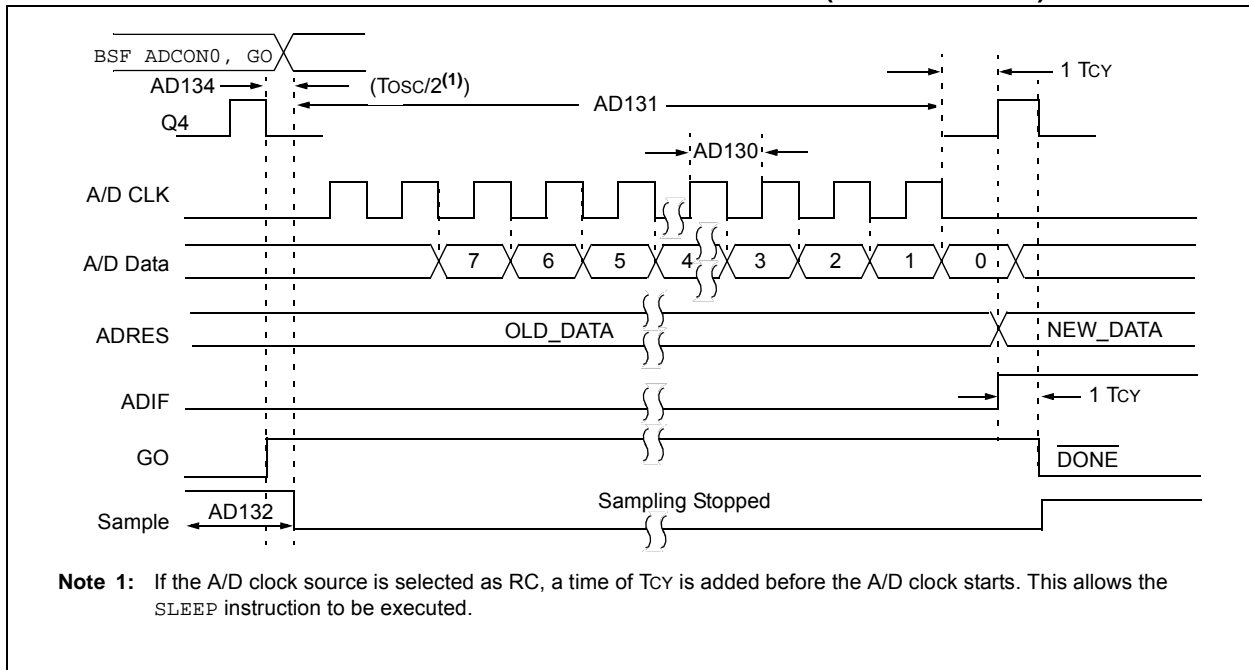 BSF ADCON0, GO
AD134
(TOSC/2(1))
1 TCY
AD131
Q4
AD130
A/D CLK
A/D Data
7 6 5 4 3 2 1 0
ADRES
OLD_DATA
NEW_DATA
ADIF
1 TCY
GO
DONE
Sampling Stopped
Sample
AD132
Note 1: If the A/D clock source is selected as RC, a time of TCY is added before the A/D clock starts. This allows the
SLEEP instruction to be executed.